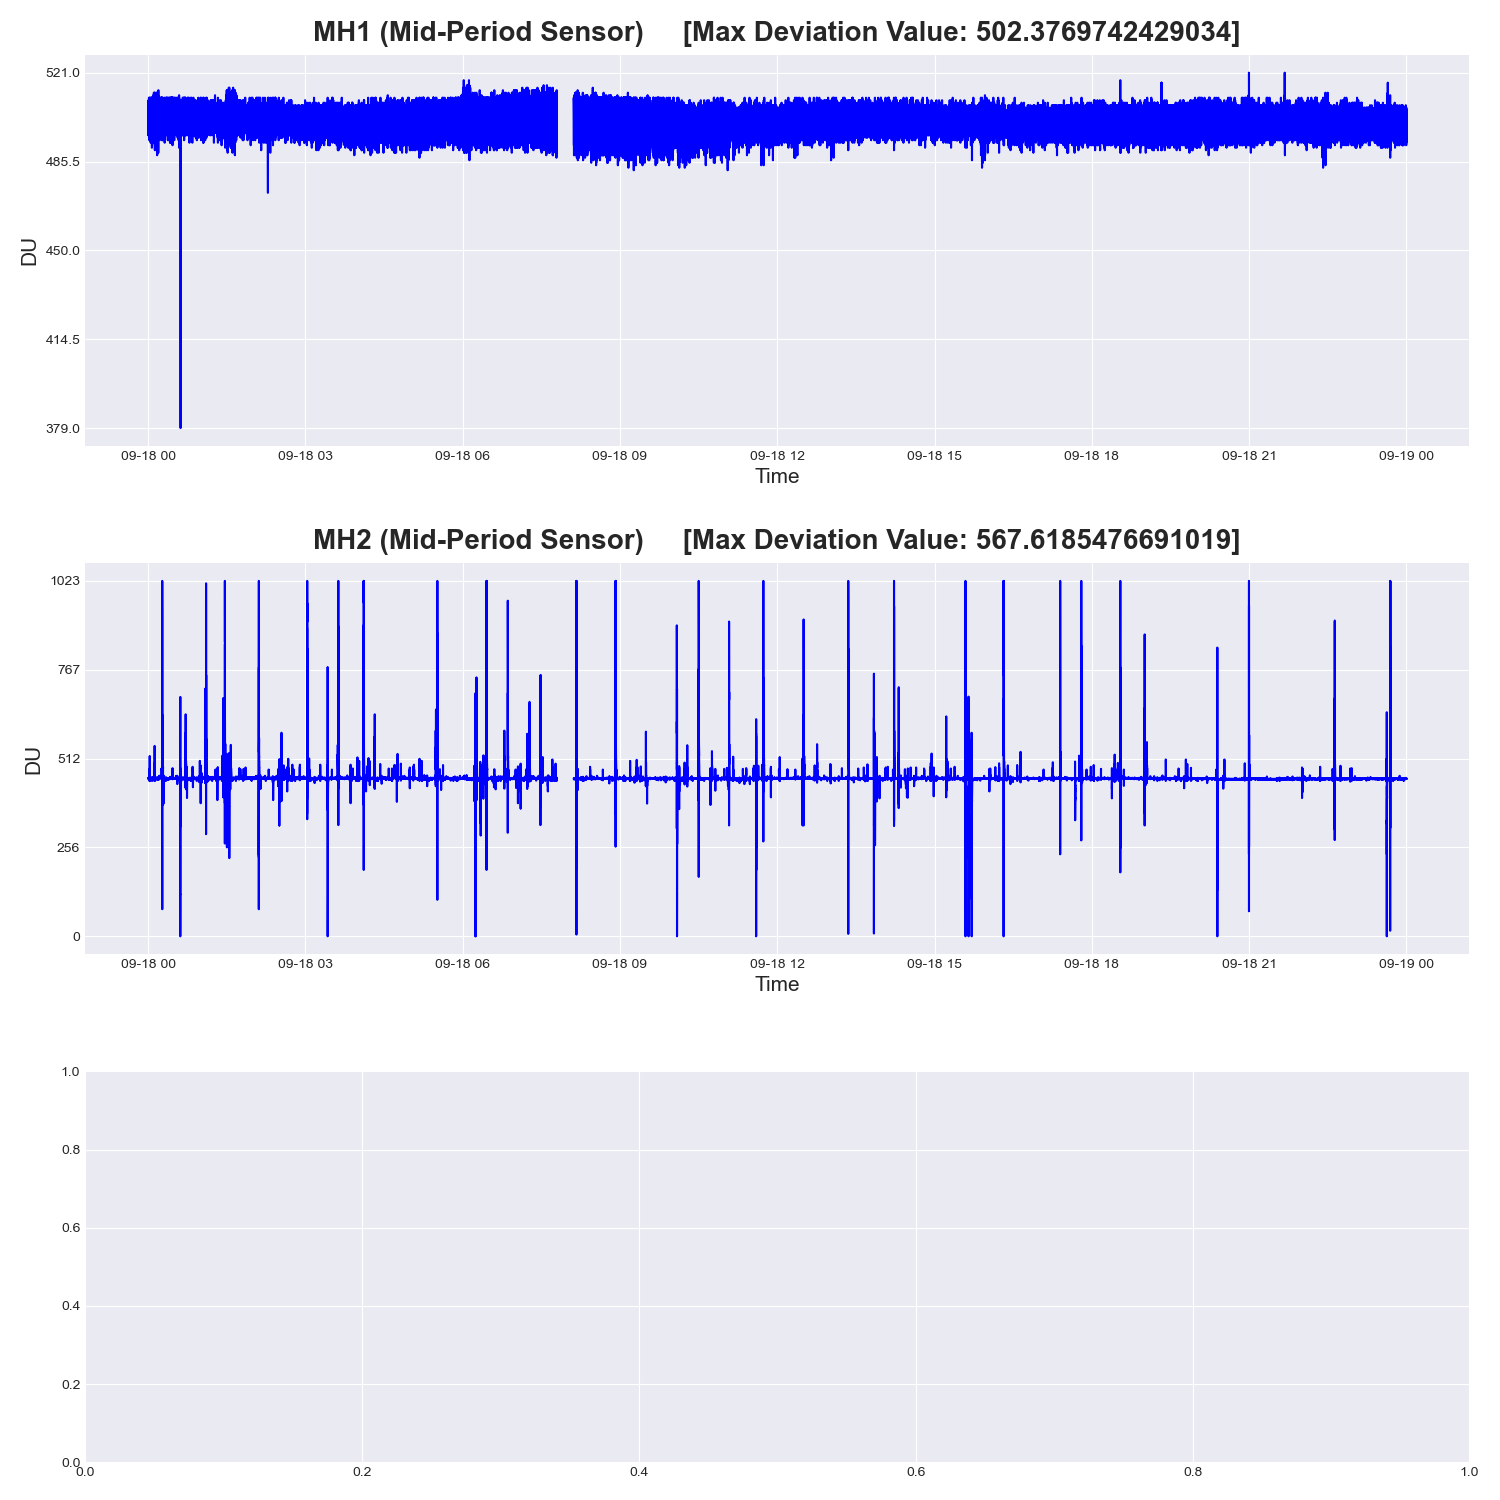 MH1 (Mid-Period Sensor) [Max Deviation Value: 502.3769742429034]
521.0
485.5
450.0
414.5
379.0
DU
09-18 00 09-18 03 09-18 06 09-18 09 09-18 12 09-18 15 09-18 18 09-18 21 09-19 00
Time
MH2 (Mid-Period Sensor) [Max Deviation Value: 567.6185476691019]
1023
767
512
256
0
DU
09-18 00 09-18 03 09-18 06 09-18 09 09-18 12 09-18 15 09-18 18 09-18 21 09-19 00
Time
1.0
0.8
0.6
0.4
0.2
0.0
0.0 0.2 0.4 0.6 0.8 1.0